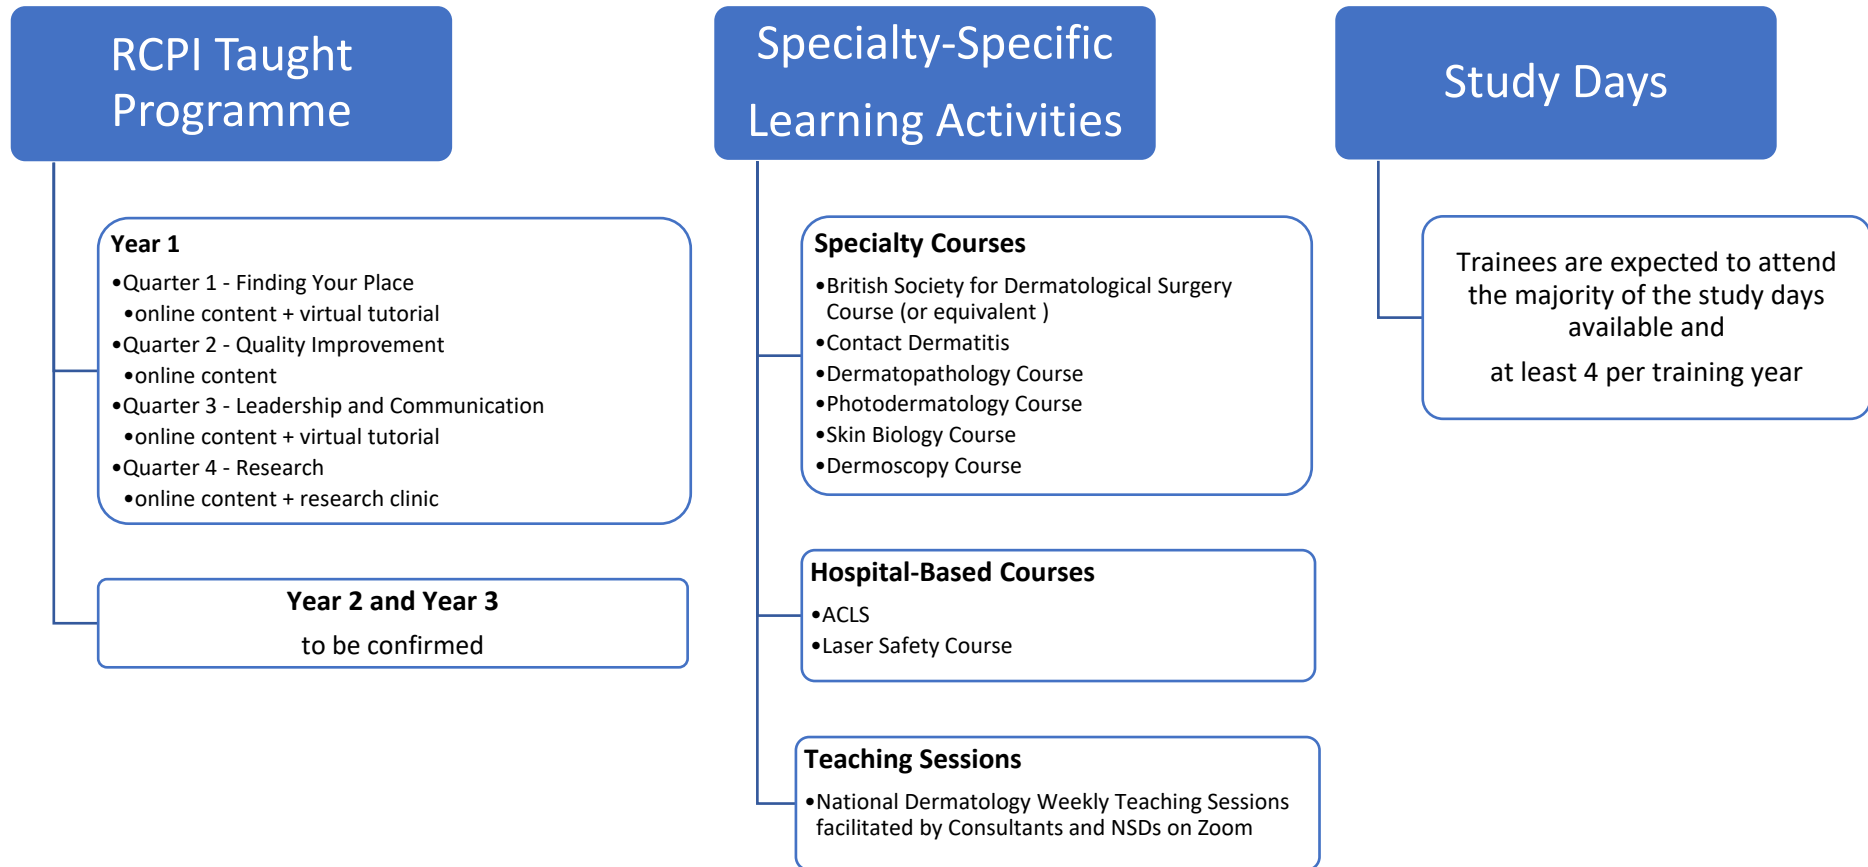 RCPI Taught
Programme
Year 1
•Quarter 1 - Finding Your Place
•online content + virtual tutorial
•Quarter 2 - Quality Improvement
•online content
•Quarter 3 - Leadership and Communication
•online content + virtual tutorial
•Quarter 4 - Research
•online content + research clinic
Year 2 and Year 3
to be confirmed
Specialty-Specific
Learning Activities
Specialty Courses
•British Society for Dermatological Surgery
Course (or equivalent )
•Contact Dermatitis
•Dermatopathology Course
•Photodermatology Course
•Skin Biology Course
•Dermoscopy Course
Hospital-Based Courses
•ACLS
•Laser Safety Course
Teaching Sessions
•National Dermatology Weekly Teaching Sessions
facilitated by Consultants and NSDs on Zoom
Study Days
Trainees are expected to attend
the majority of the study days
available and
at least 4 per training year